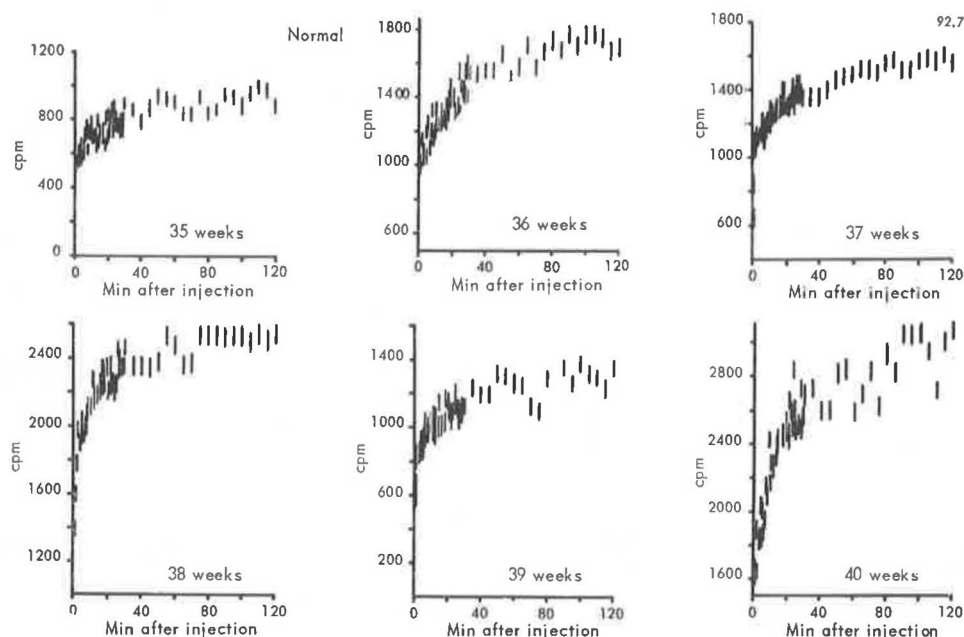 Normal
92.7
1200
800
cpm
400
0
35 weeks
0 40 80 120
Min after injection
1800
1400
cpm
1000
600
36 weeks
0 40 80 120
Min after injection
1800
1400
cpm
1000
600
37 weeks
0 40 80 120
Min after injection
2400
2000
cpm
1600
1200
38 weeks
0 40 80 120
Min after injection
1400
1000
cpm
600
200
39 weeks
0 40 80 120
Min after injection
2800
2400
cpm
2000
1600
40 weeks
0 40 80 120
Min after injection